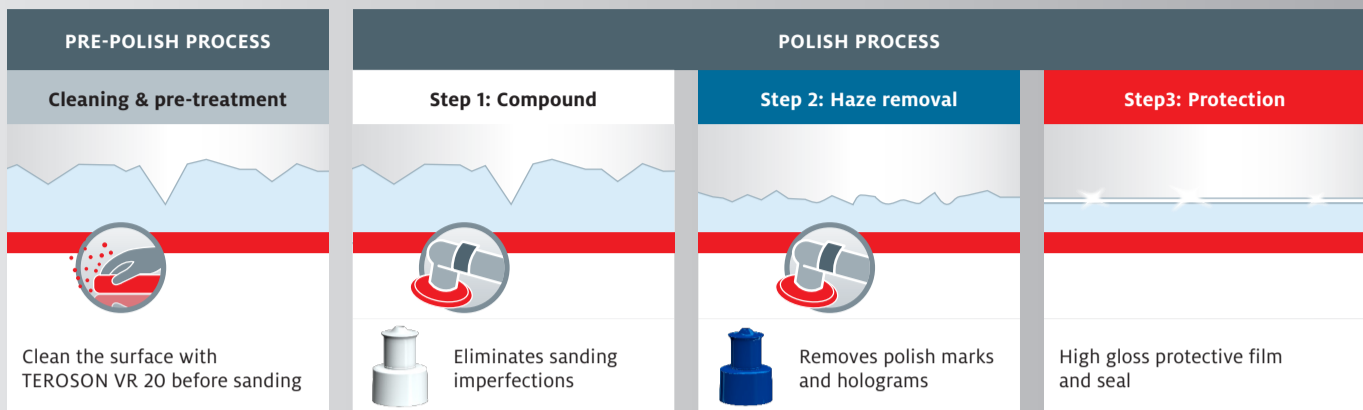 PRE-POLISH PROCESS
POLISH PROCESS
Cleaning & pre-treatment
Step 1: Compound
Step 2: Haze removal
Step3: Protection
Clean the surface with
TEROSON VR 20 before sanding
Eliminates sanding
imperfections
Removes polish marks
and holograms
High gloss protective film
and seal